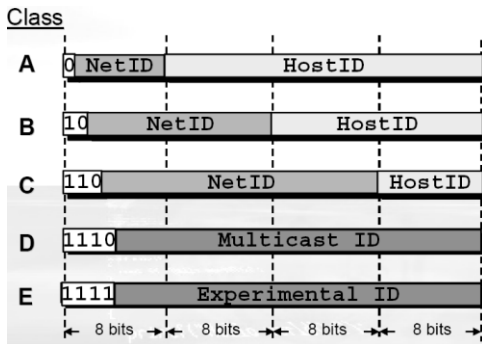 Class
A 0 NetID HostID
B 10 NetID HostID
C 110 NetID HostID
D 1110 Multicast ID
E 1111 Experimental ID
8 bits 8 bits 8 bits 8 bits